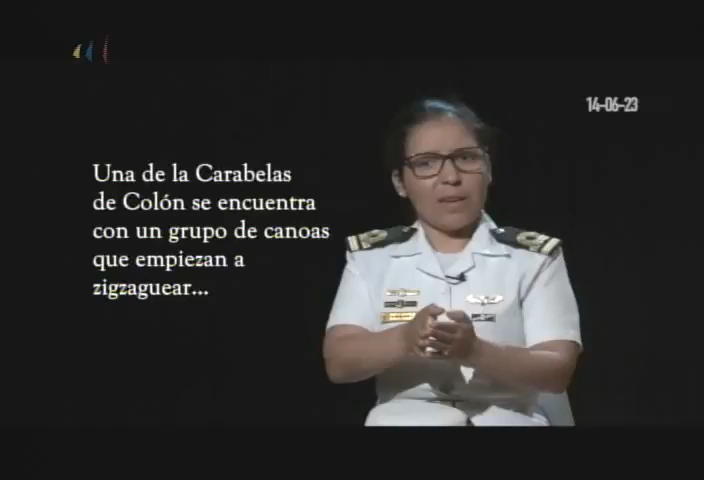 14-06-23
Una de la Carabelas
de Colón se encuentra
con un grupo de canoas
que empiezan a
zigzaguear...